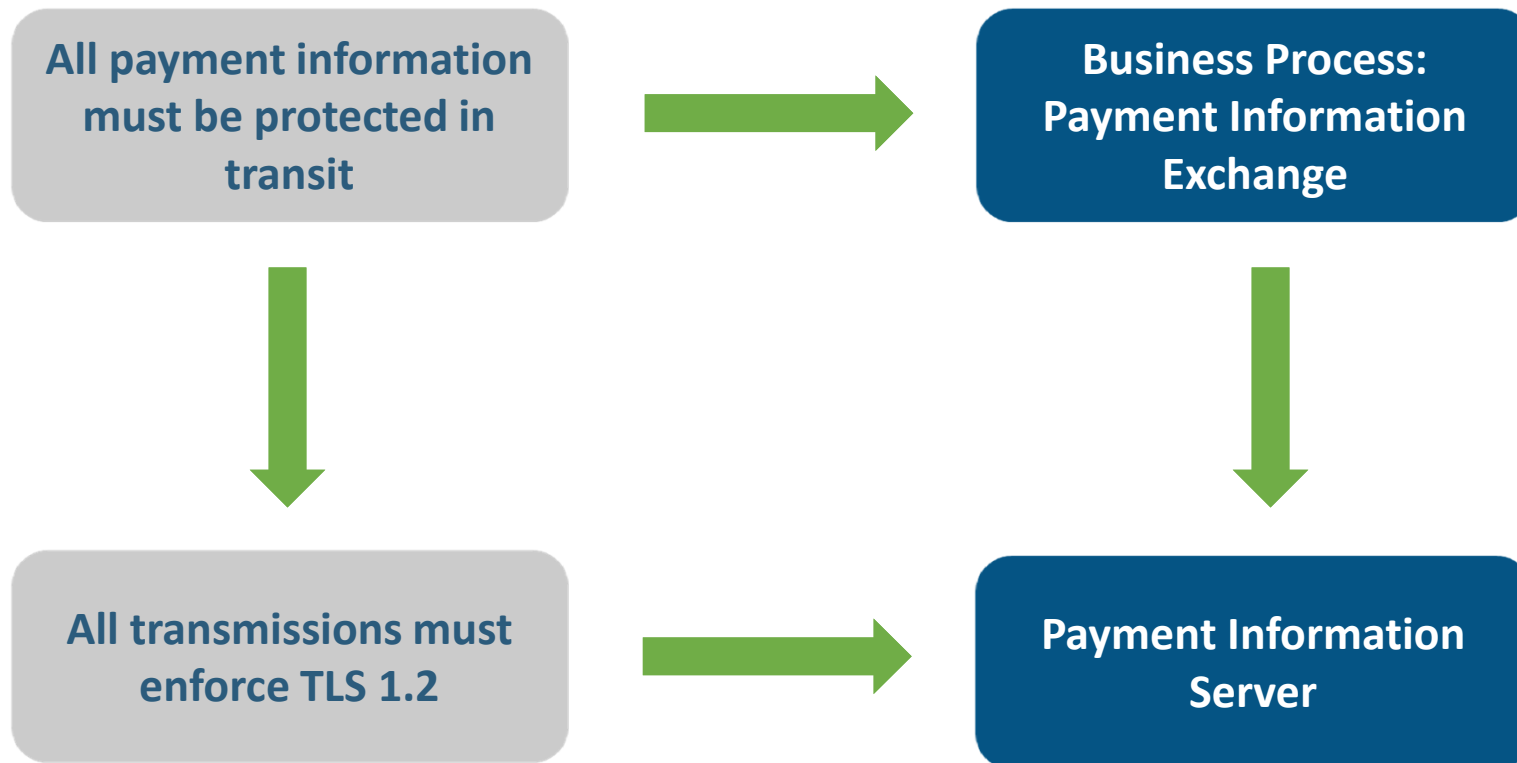 All payment information
must be protected in
transit
Business Process:
Payment Information
Exchange
All transmissions must
enforce TLS 1.2
Payment Information
Server